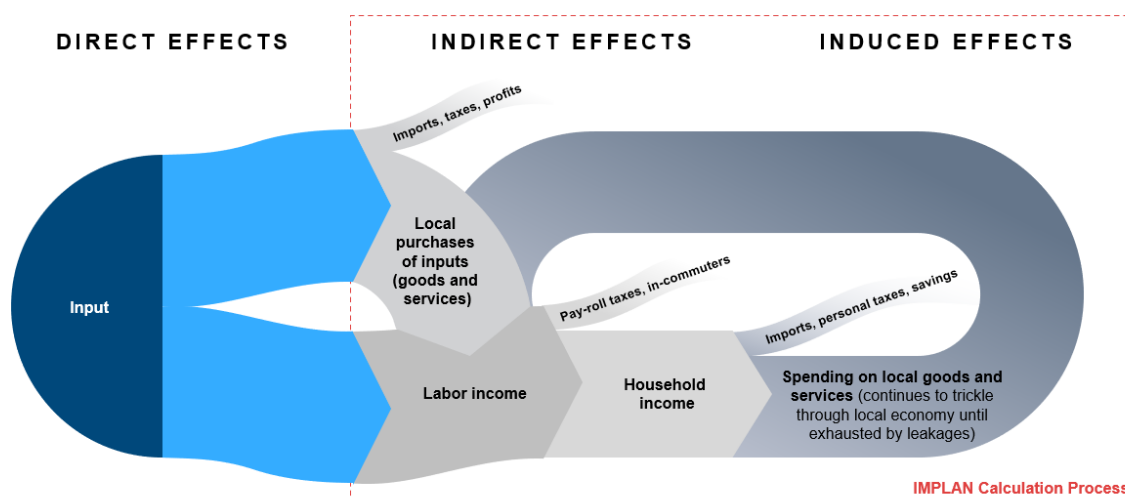 DIRECT EFFECTS
INDIRECT EFFECTS
INDUCED EFFECTS
Imports, taxes, profits
Local
purchases
of inputs
(goods and
services)
Input
Pay-roll taxes, in-commuters
Imports, personal taxes, savings
Labor income
Household
income
Spending on local goods and
services (continues to trickle
through local economy until
exhausted by leakages)
IMPLAN Calculation Process